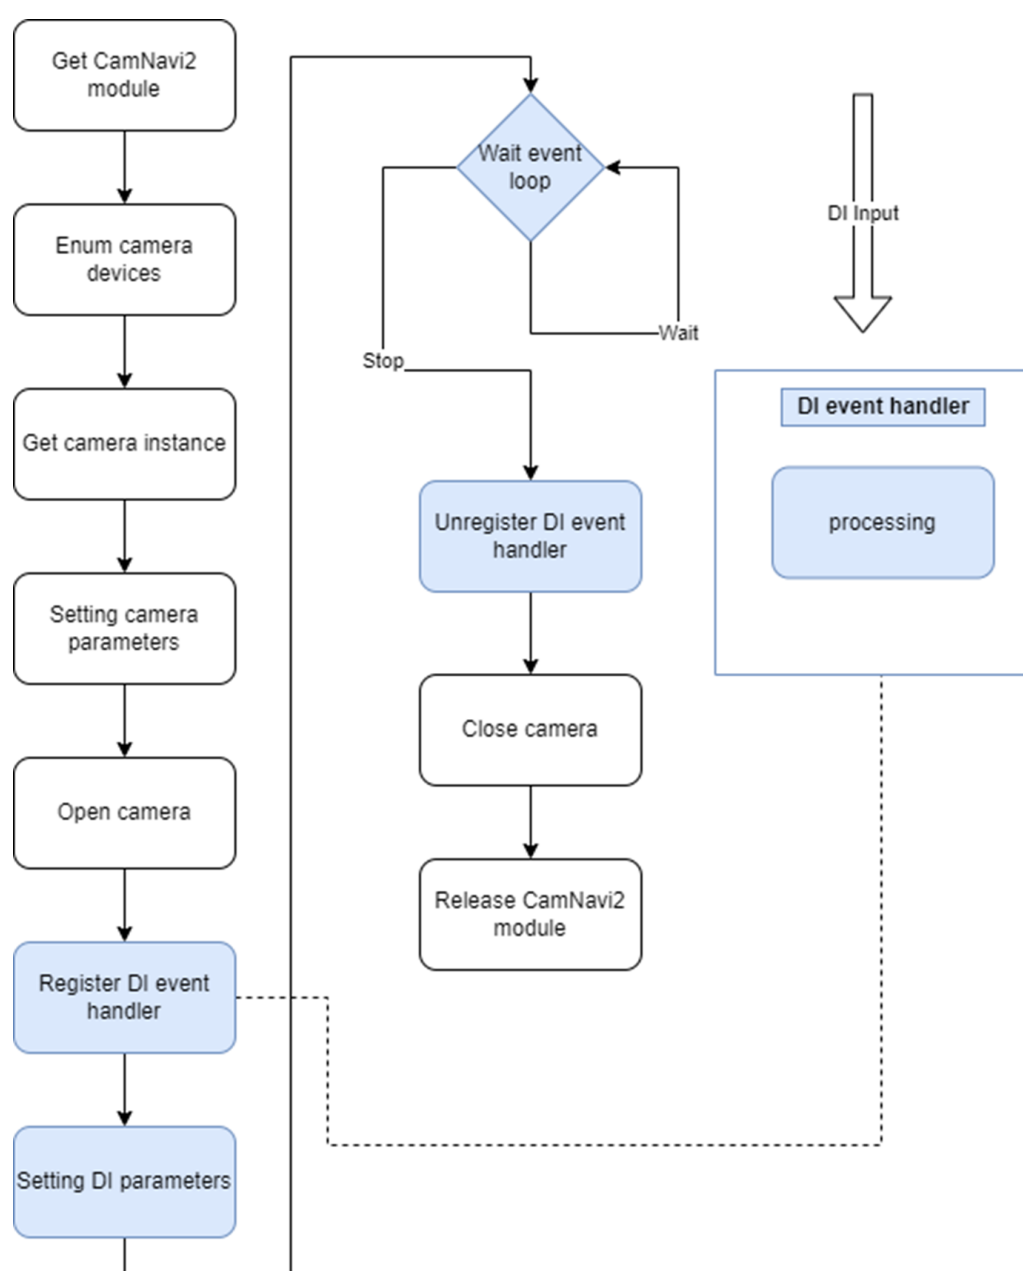 Get CamNavi2
module
Enum camera
devices
Get camera instance
Setting camera
parameters
Open camera
Register DI event
handler
Setting DI parameters
Wait event
loop
Wait
Stop
Unregister DI event
handler
Close camera
Release CamNavi2
module
DI Input
DI event handler
processing